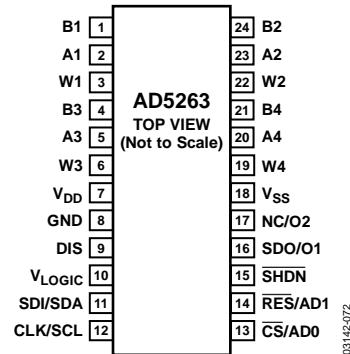 B1 1
A1 2
W1 3
B3 4
A3 5
W3 6
VDD 7
GND 8
DIS 9
VLOGIC 10
SDI/SDA 11
CLK/SCL 12
AD5263
TOP VIEW
(Not to Scale)
24 B2
23 A2
22 W2
21 B4
20 A4
19 W4
18 VSS
17 NC/O2
16 SDO/O1
15 SHDN
14 RES/AD1
13 CS/AD0
03142-072